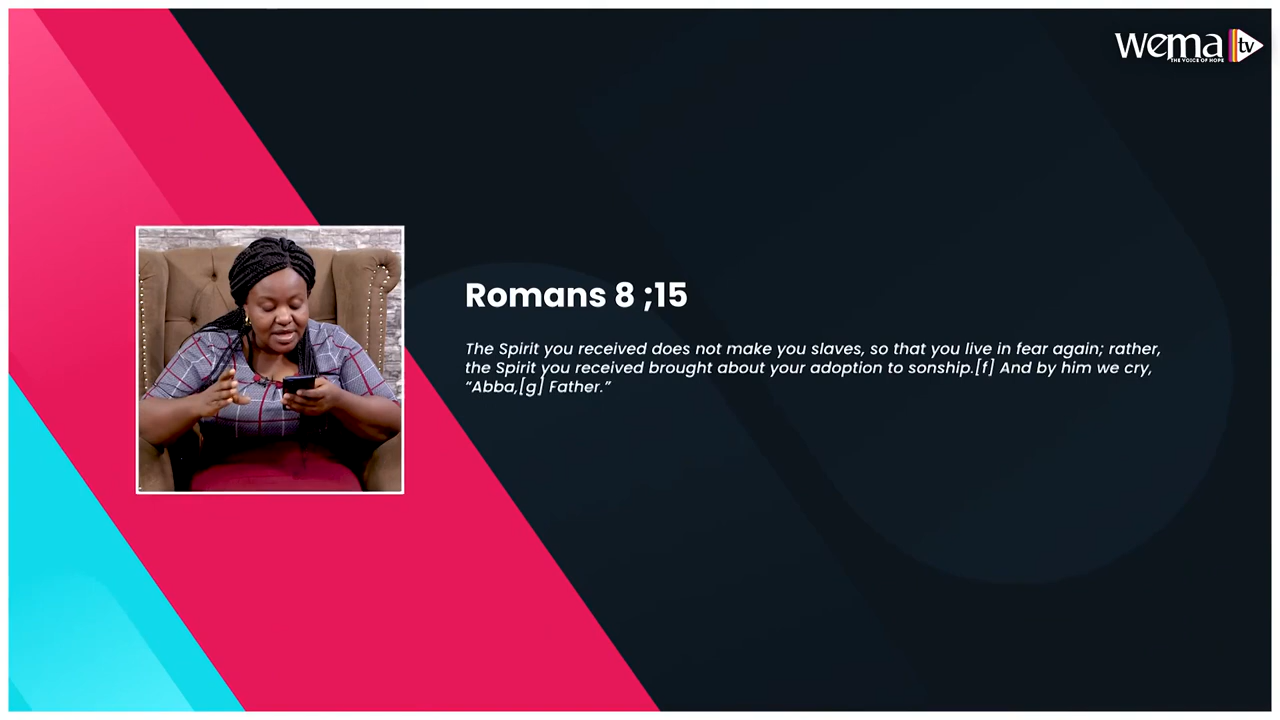 wema tv
THE VOICE OF HOPE
Romans 8 ;15
The Spirit you received does not make you slaves, so that you live in fear again; rather,
the Spirit you received brought about your adoption to sonship.[f] And by him we cry,
“Abba,[g] Father.”